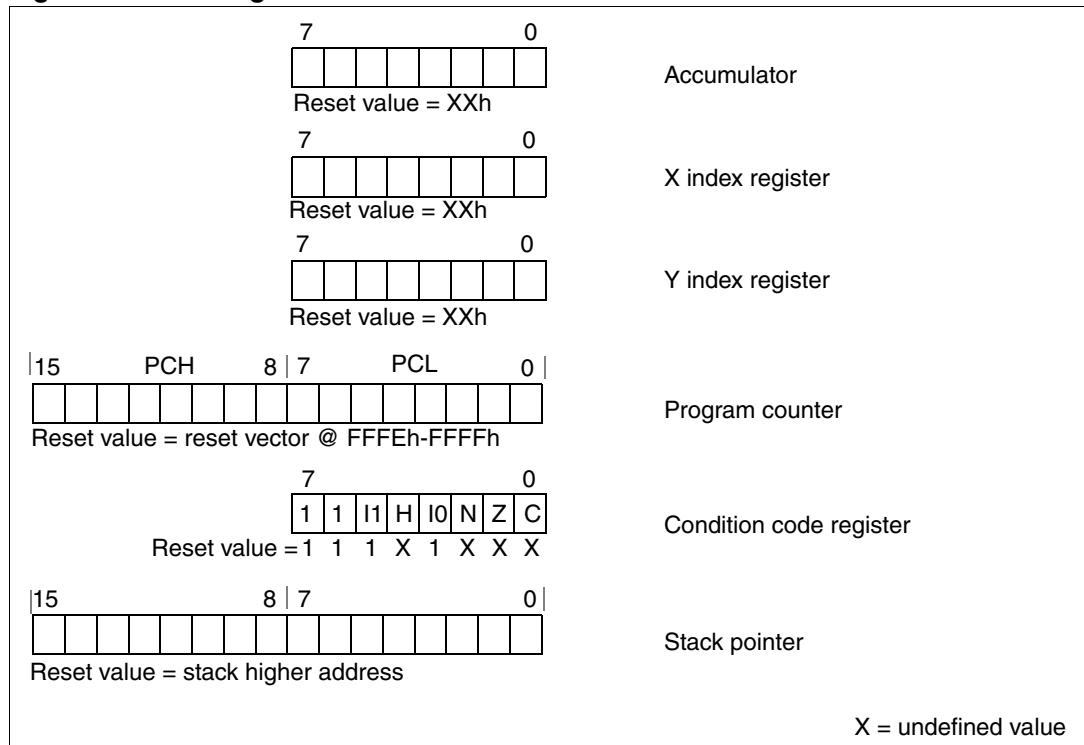 7 0
Accumulator
Reset value = XXh
7 0
X index register
Reset value = XXh
7 0
Y index register
Reset value = XXh
15 PCH 8 7 PCL 0
Program counter
Reset value = reset vector @ FFFEh-FFFFh
7 0
1 1 I1 H I0 N Z C
Condition code register
Reset value = 1 1 1 X 1 X X X
15 8 7 0
Stack pointer
Reset value = stack higher address
X = undefined value